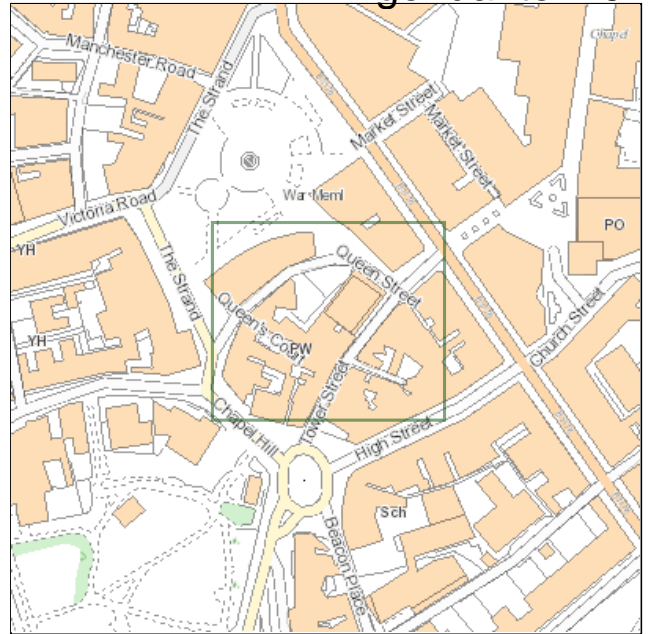 Manchester Road
The Strand
Chapel
Market Street
Market Street
War Meml
Victoria Road
YH
The Strand
PO
Queen Street
Queen's Court
PW
YH
Church Street
Tower Street
Chapel Hill
High Street
Sch
Beacon Place